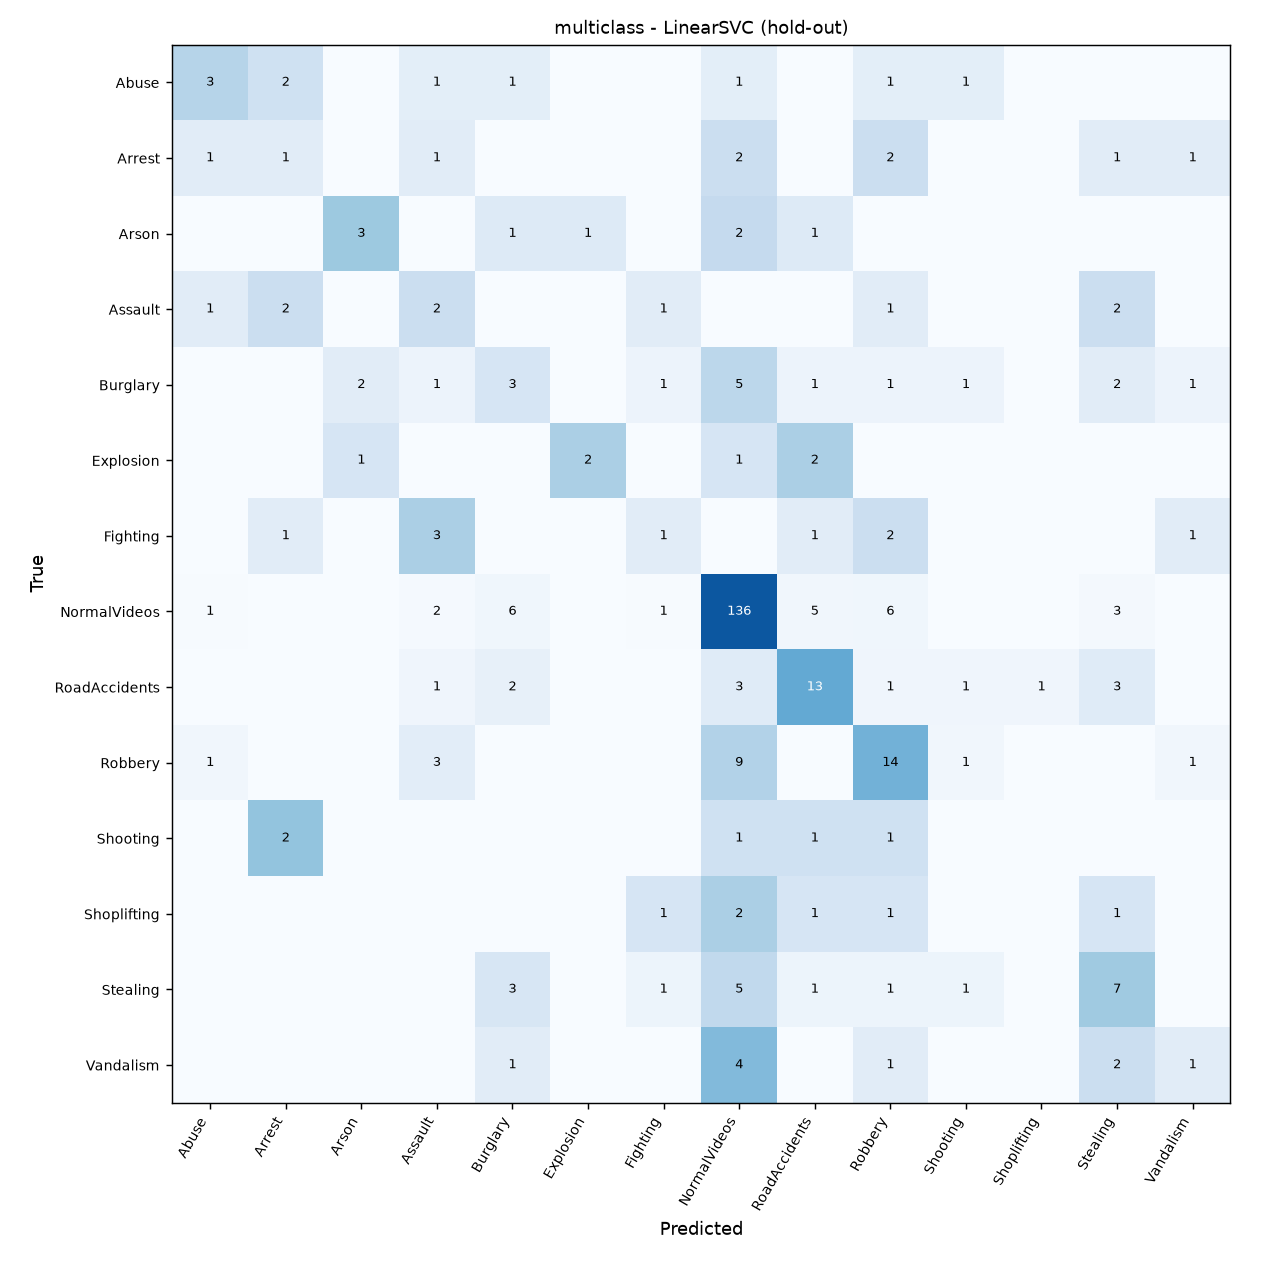 multiclass - LinearSVC (hold-out)
True
Abuse 3 2 1 1 1 1 1
Arrest 1 1 1 2 2 1 1
Arson 3 1 1 2 1
Assault 1 2 2 1 1 2
Burglary 2 1 3 1 5 1 1 1 2 1
Explosion 1 2 1 2
Fighting 1 3 1 1 2 1
NormalVideos 1 2 6 1 136 5 6 3
RoadAccidents 1 2 3 13 1 1 1 3
Robbery 1 3 9 14 1 1
Shooting 2 1 1 1
Shoplifting 1 2 1 1 1
Stealing 3 1 5 1 1 1 7
Vandalism 1 4 1 2 1
Abuse Arrest Arson Assault Burglary Explosion Fighting NormalVideos RoadAccidents Robbery Shooting Shoplifting Stealing Vandalism
Predicted